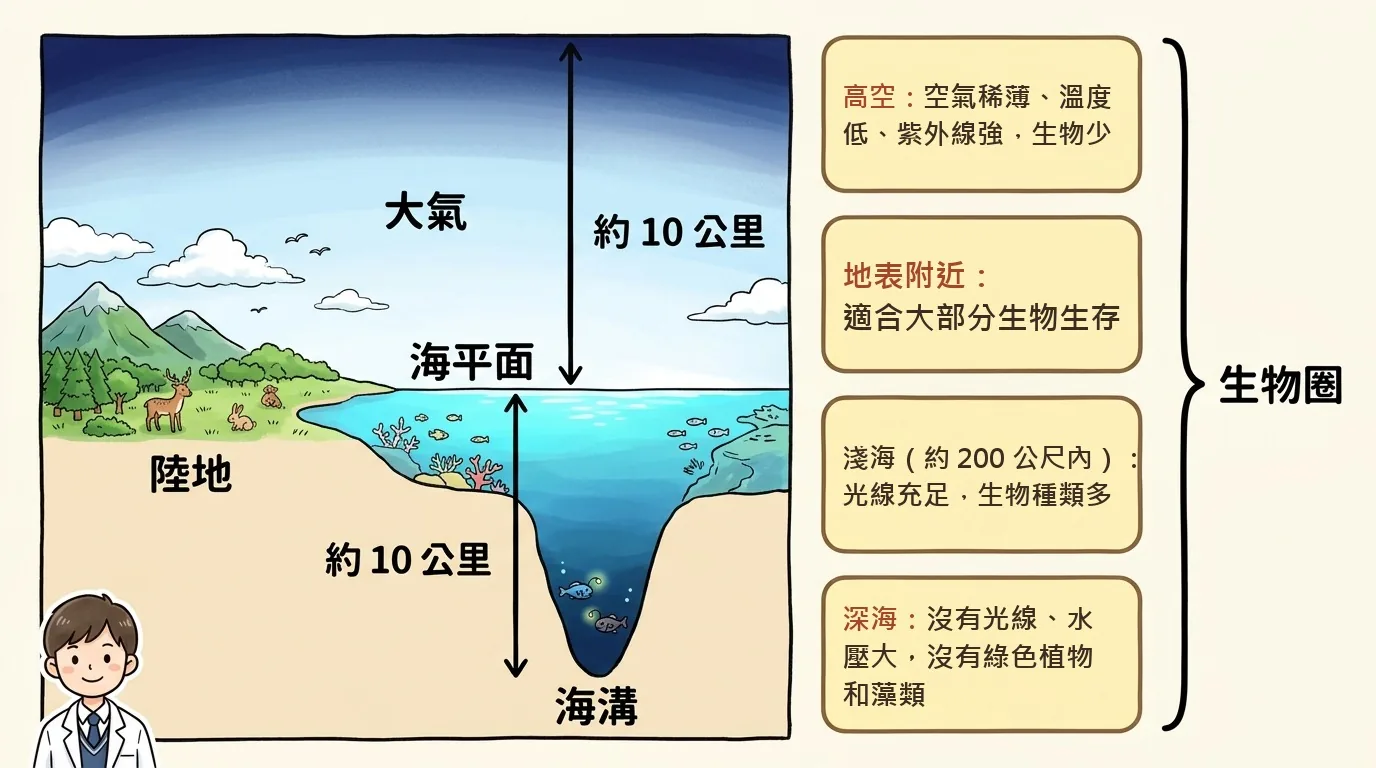 大氣
約 10 公里
海平面
陸地
約 10 公里
海溝
高空：空氣稀薄、溫度
低、紫外線強，生物少
地表附近：
適合大部分生物生存
淺海（約 200 公尺內）：
光線充足，生物種類多
深海：沒有光線、水
壓大，沒有綠色植物
和藻類
生物圈